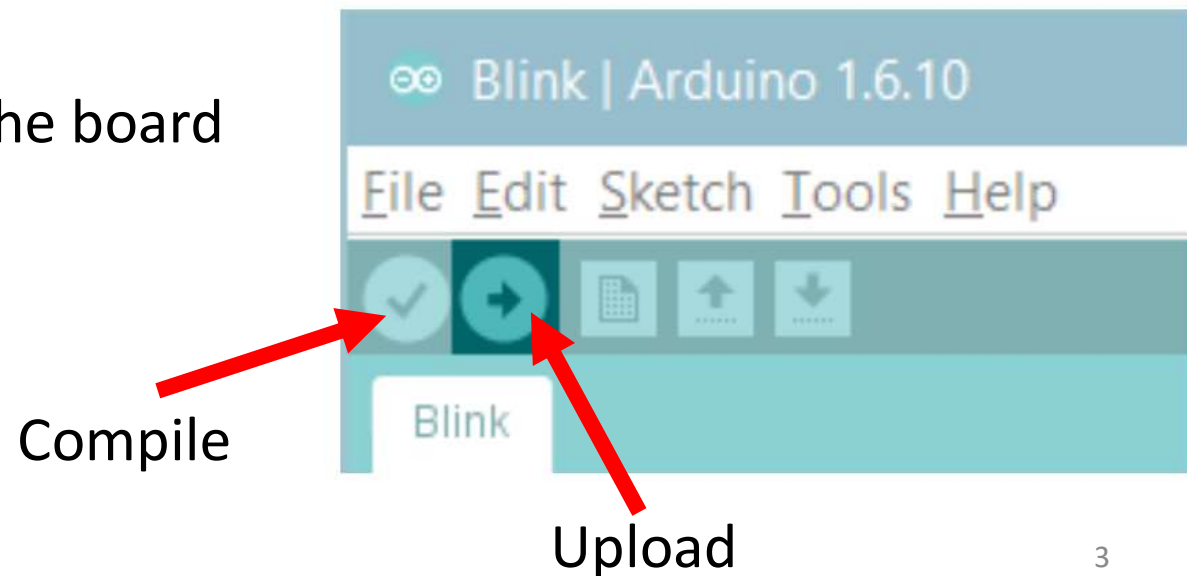 Blink | Arduino 1.6.10
he board
File Edit Sketch Tools Help
Blink
Compile
Upload
3